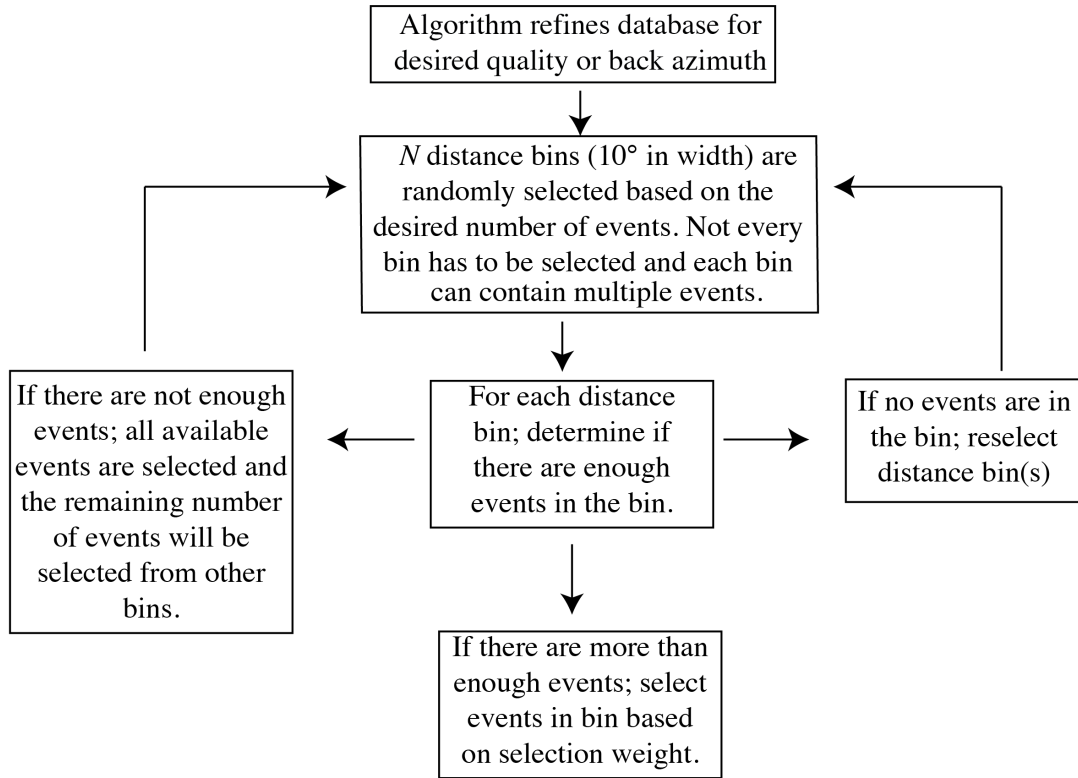 Algorithm refines database for
desired quality or back azimuth
N distance bins (10° in width) are
randomly selected based on the
desired number of events. Not every
bin has to be selected and each bin
can contain multiple events.
If there are not enough
events; all available
events are selected and
the remaining number
of events will be
selected from other
bins.
For each distance
bin; determine if
there are enough
events in the bin.
If no events are in
the bin; reselect
distance bin(s)
If there are more than
enough events; select
events in bin based
on selection weight.